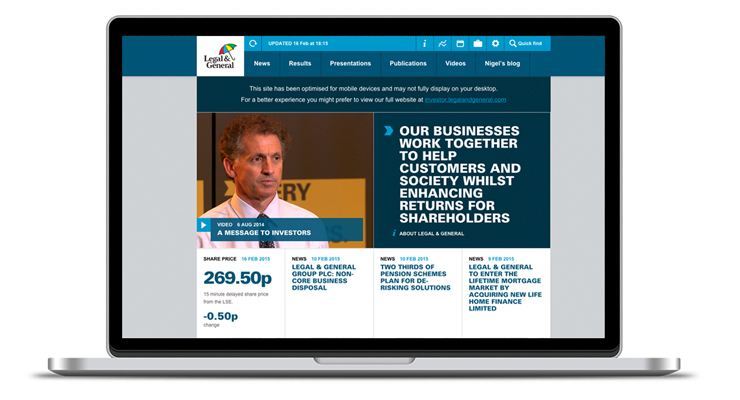 Legal &
General
UPDATED 16 Feb at 18:15
i
Quick find
News
Results
Presentations
Publications
Videos
Nigel's blog
This site has been optimised for mobile devices and may not fully display on your desktop.
For a better experience you might prefer to view our full website at investor.legalandgeneral.com
VIDEO 6 AUG 2014
A MESSAGE TO INVESTORS
OUR BUSINESSES
WORK TOGETHER
TO HELP
CUSTOMERS AND
SOCIETY WHILST
ENHANCING
RETURNS FOR
SHAREHOLDERS
i ABOUT LEGAL & GENERAL
SHARE PRICE 16 FEB 2015
269.50p
15 minute delayed share price
from the LSE.
-0.50p
change
NEWS 10 FEB 2015
LEGAL & GENERAL
GROUP PLC: NON-
CORE BUSINESS
DISPOSAL
NEWS 10 FEB 2015
TWO THIRDS OF
PENSION SCHEMES
PLAN FOR DE-
RISKING SOLUTIONS
NEWS 9 FEB 2015
LEGAL & GENERAL
TO ENTER THE
LIFETIME MORTGAGE
MARKET BY
ACQUIRING NEW LIFE
HOME FINANCE
LIMITED